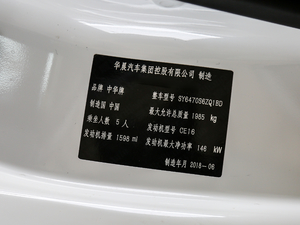 华晨汽车集团控股有限公司 制造
品牌 中华牌 整车型号 SY6470S6ZQ1BD
制造国 中国 最大允许总质量 1985 kg
乘坐人数 5 人 发动机型号 CE16
发动机排量 1598 ml 发动机最大净功率 146 kW
制造年月 2018-06